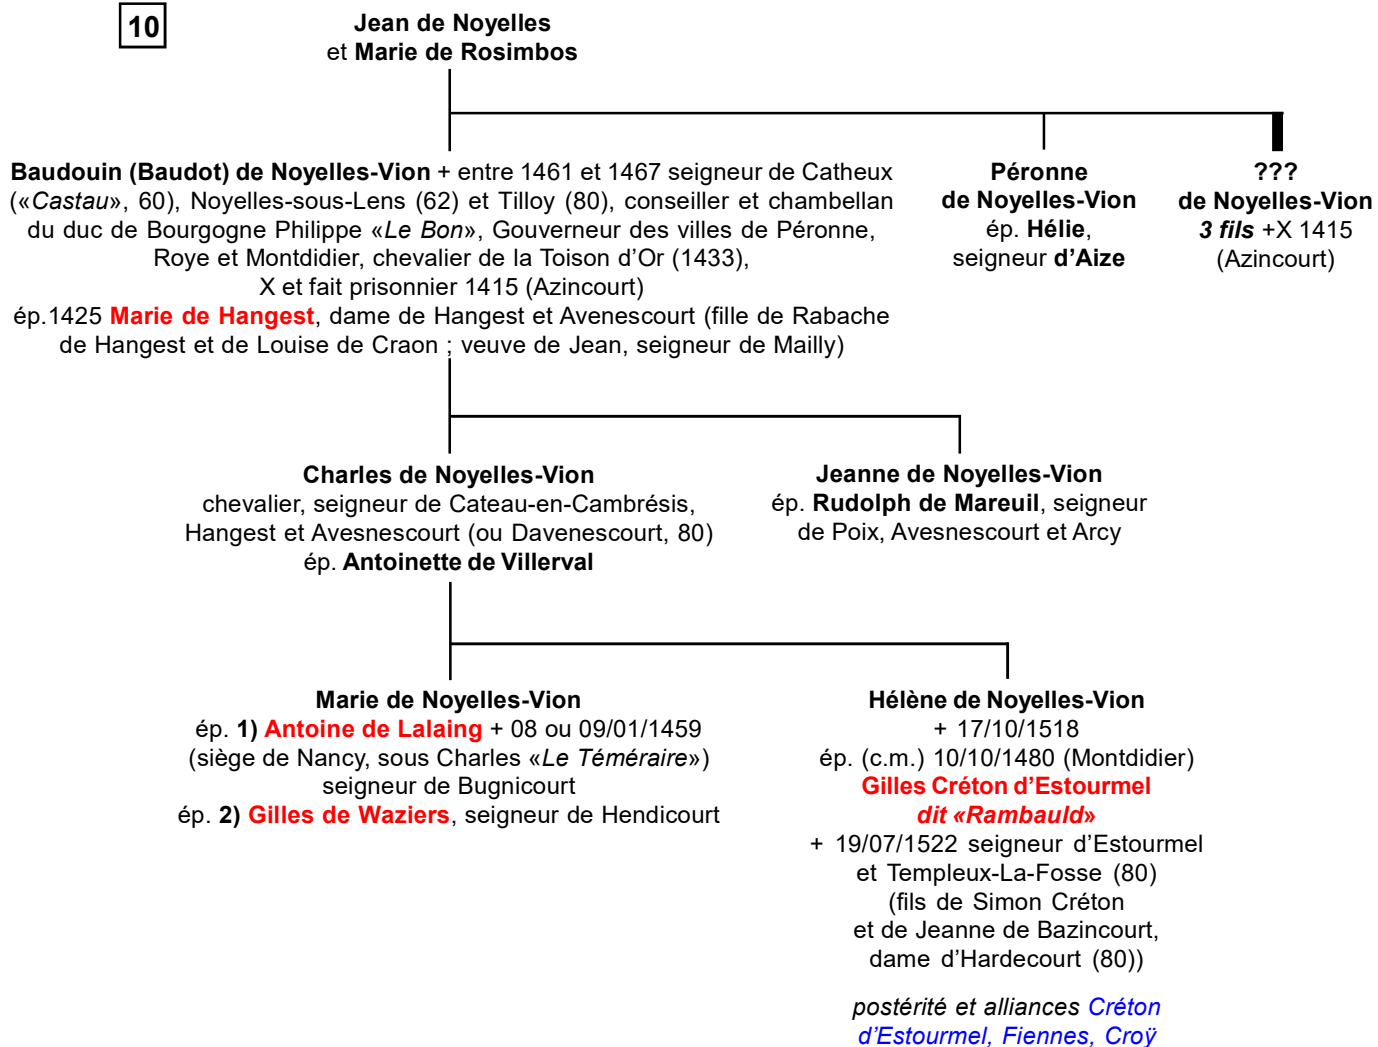 10
Jean de Noyelles
et Marie de Rosimbos
Baudouin (Baudot) de Noyelles-Vion + entre 1461 et 1467 seigneur de Catheux
(«Castau», 60), Noyelles-sous-Lens (62) et Tilloy (80), conseiller et chambellan
du duc de Bourgogne Philippe «Le Bon», Gouverneur des villes de Péronne,
Roye et Montdidier, chevalier de la Toison d'Or (1433),
X et fait prisonnier 1415 (Azincourt)
ép.1425 Marie de Hangest, dame de Hangest et Avenescourt (fille de Rabache
de Hangest et de Louise de Craon ; veuve de Jean, seigneur de Mailly)
Péronne
de Noyelles-Vion
ép. Hélie,
seigneur d'Aize
???
de Noyelles-Vion
3 fils +X 1415
(Azincourt)
Charles de Noyelles-Vion
chevalier, seigneur de Cateau-en-Cambrésis,
Hangest et Avesnescourt (ou Davenescourt, 80)
ép. Antoinette de Villerval
Jeanne de Noyelles-Vion
ép. Rudolph de Mareuil, seigneur
de Poix, Avesnescourt et Arcy
Marie de Noyelles-Vion
ép. 1) Antoine de Lalaing + 08 ou 09/01/1459
(siège de Nancy, sous Charles «Le Téméraire»)
seigneur de Bugnicourt
ép. 2) Gilles de Waziers, seigneur de Hendicourt
Hélène de Noyelles-Vion
+ 17/10/1518
ép. (c.m.) 10/10/1480 (Montdidier)
Gilles Créton d'Estourmel
dit «Rambauld»
+ 19/07/1522 seigneur d'Estourmel
et Templeux-La-Fosse (80)
(fils de Simon Créton
et de Jeanne de Bazincourt,
dame d'Hardecourt (80))
postérité et alliances Créton
d'Estourmel, Fiennes, Croÿ